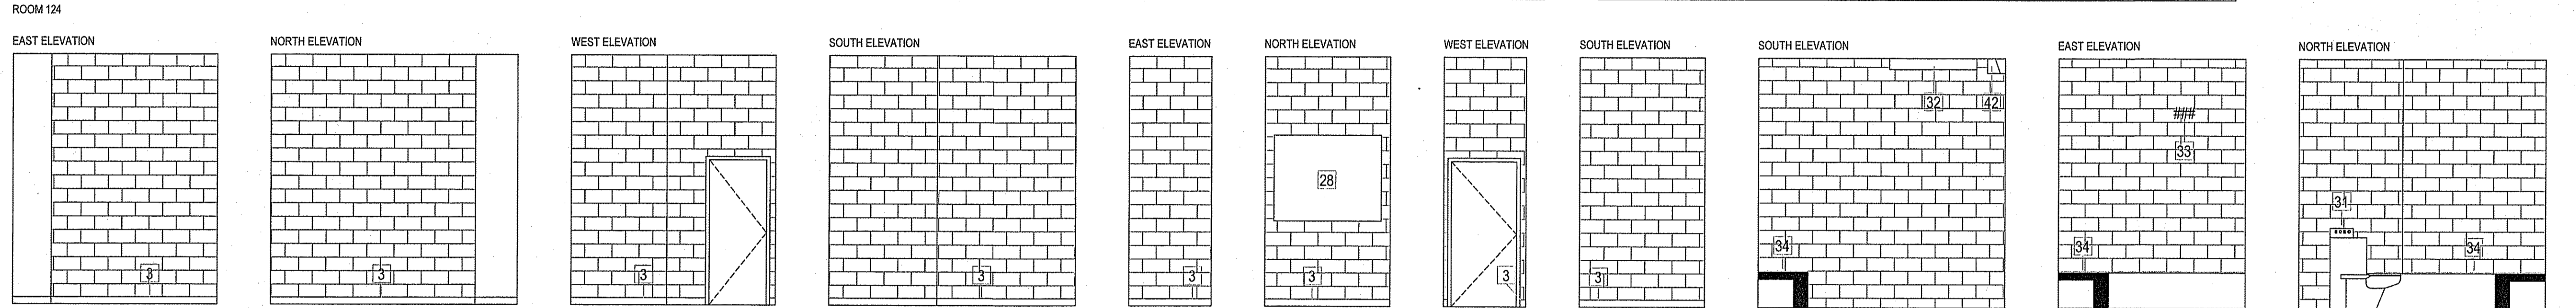 ROOM 124
EAST ELEVATION
3
NORTH ELEVATION
3
WEST ELEVATION
3
SOUTH ELEVATION
3
EAST ELEVATION
3
NORTH ELEVATION
28
3
WEST ELEVATION
3
SOUTH ELEVATION
3
SOUTH ELEVATION
32
42
34
EAST ELEVATION
###
33
34
NORTH ELEVATION
31
34